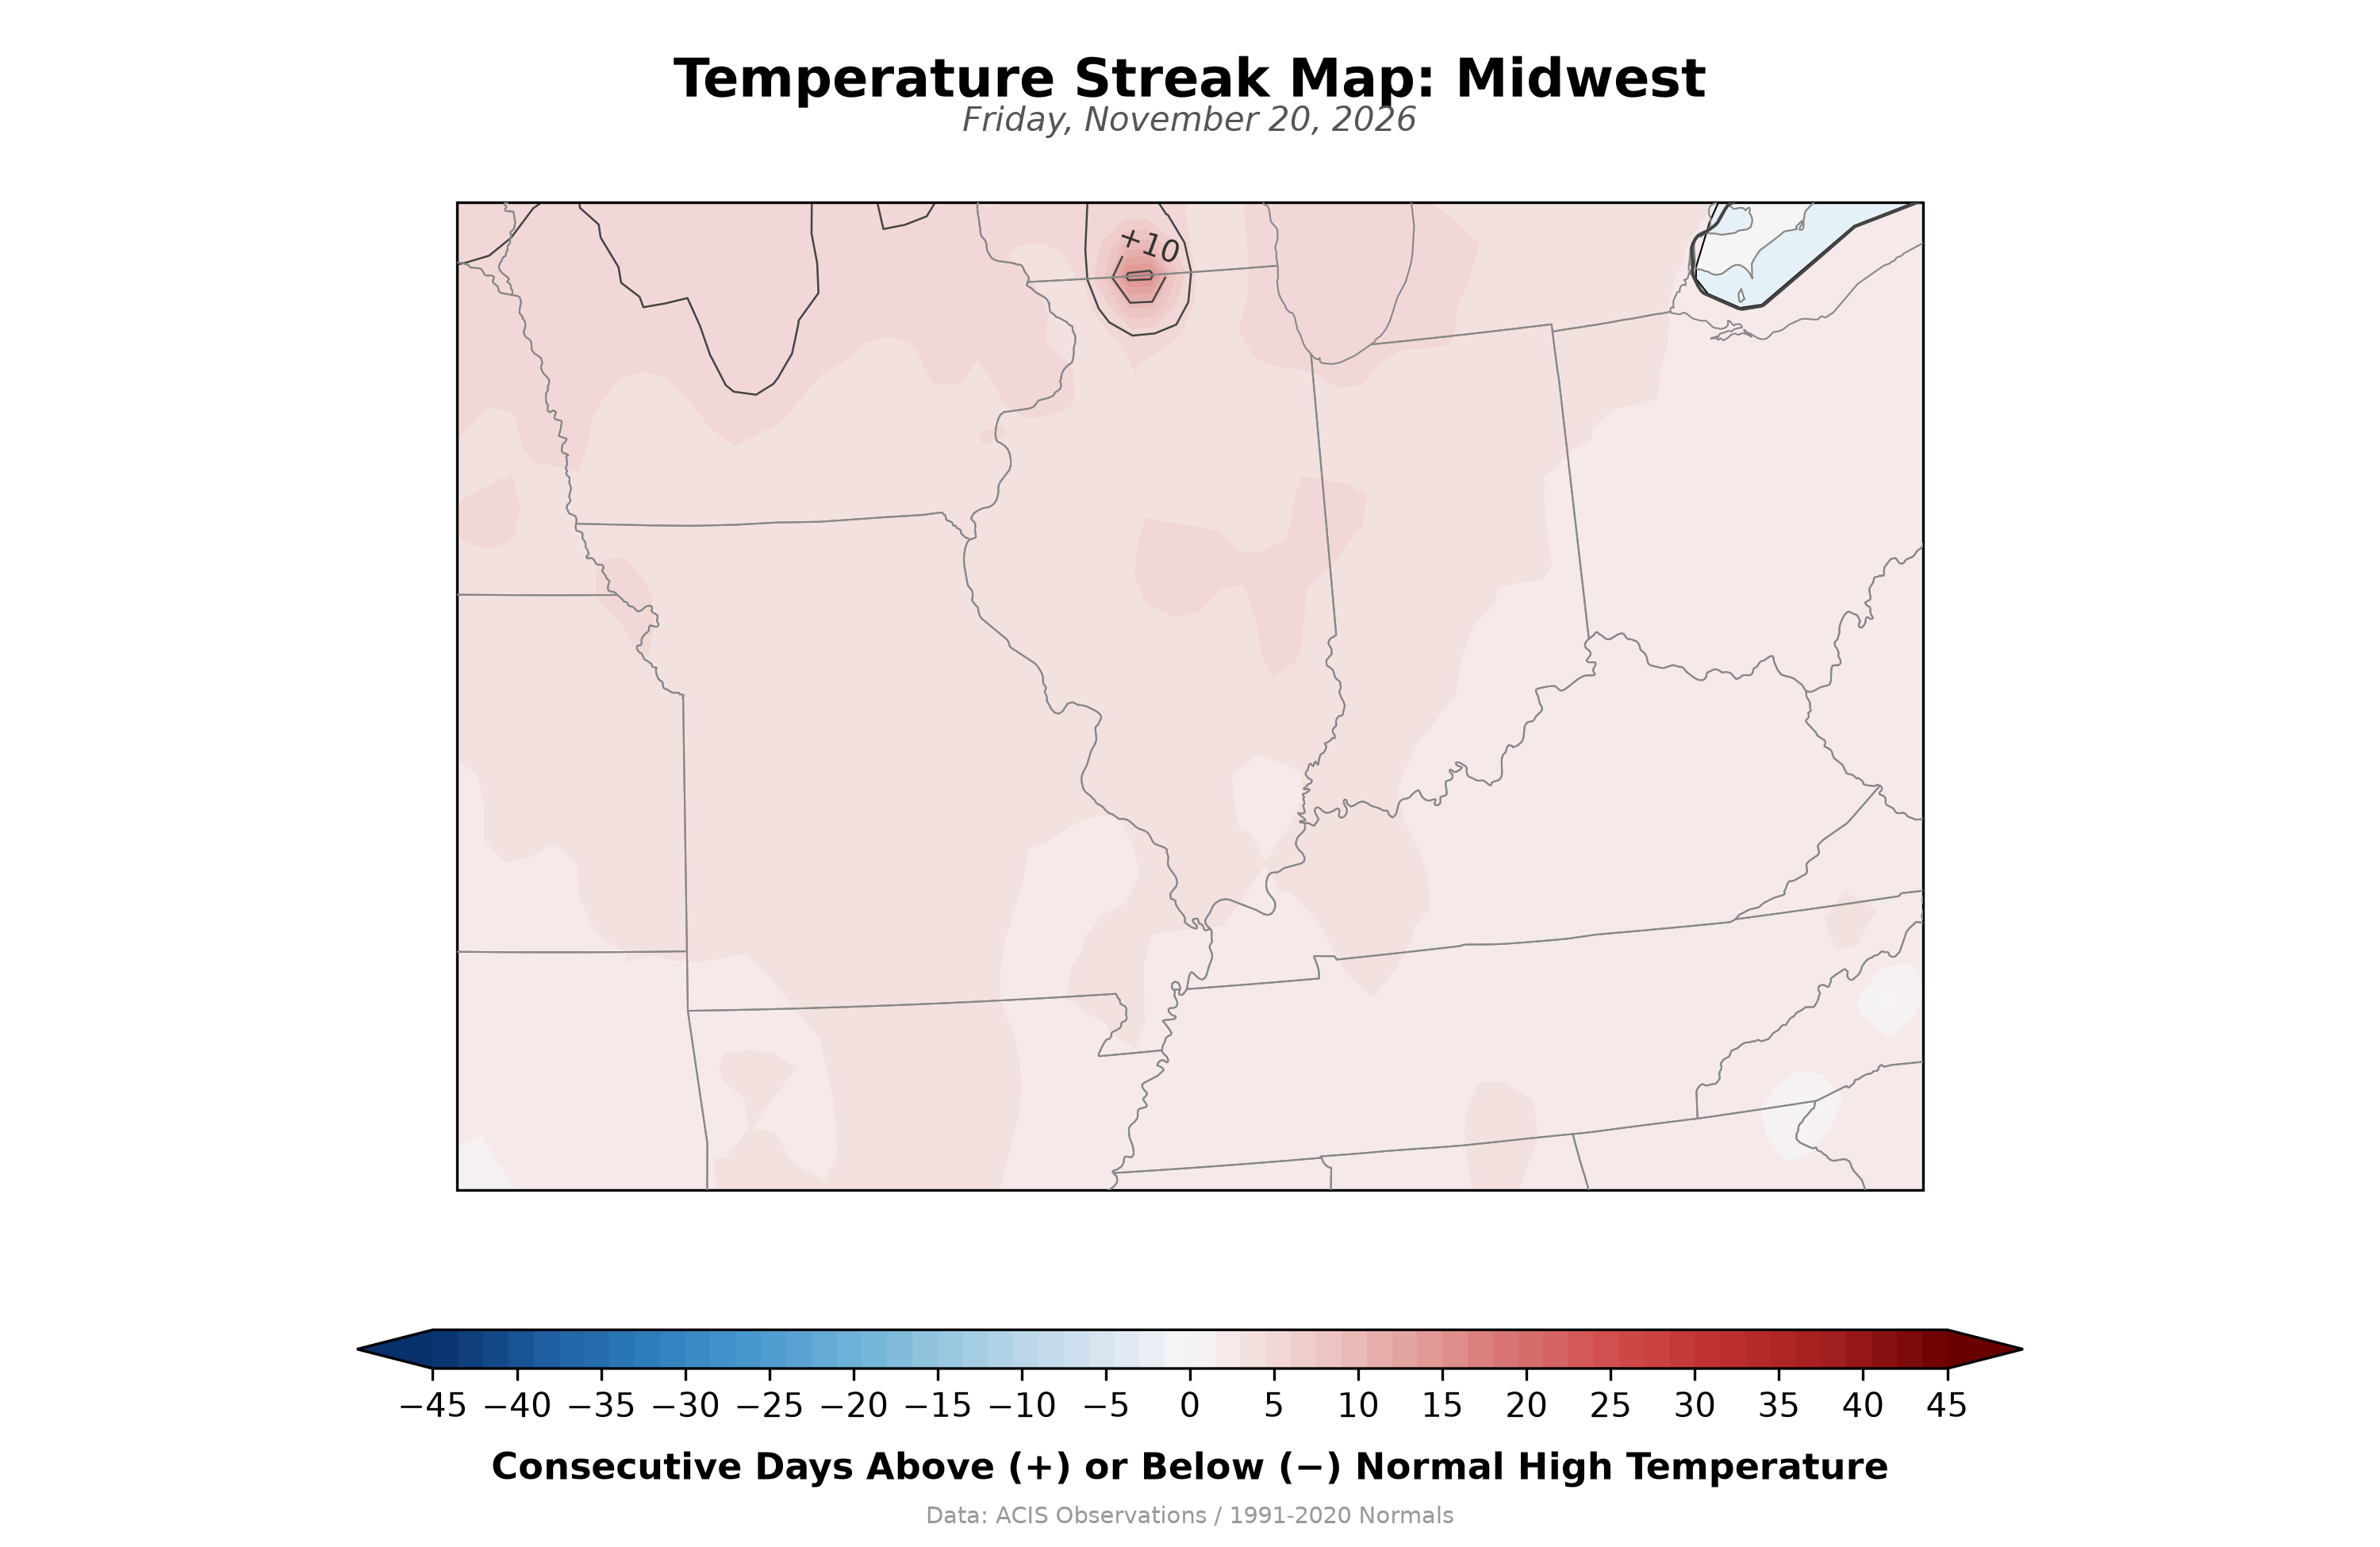 Temperature Streak Map: Midwest
Friday, November 20, 2026
+10
−45 −40 −35 −30 −25 −20 −15 −10 −5 0 5 10 15 20 25 30 35 40 45
Consecutive Days Above (+) or Below (−) Normal High Temperature
Data: ACIS Observations / 1991-2020 Normals